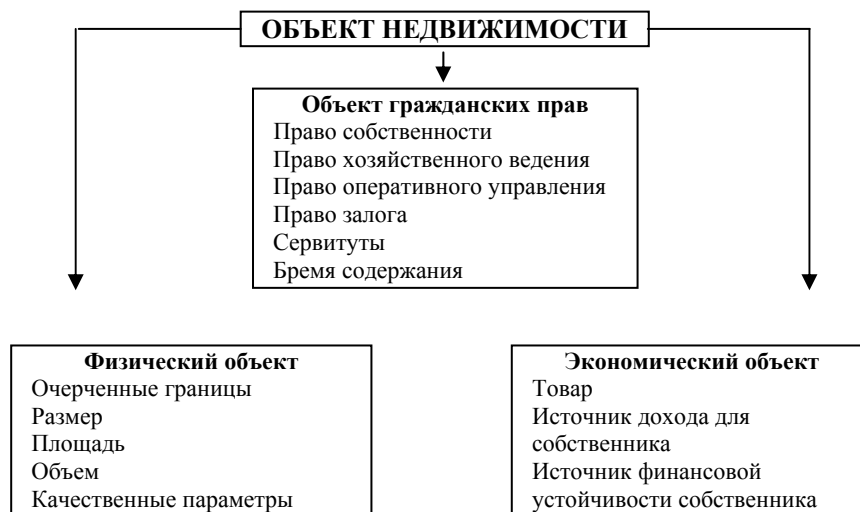 ОБЪЕКТ НЕДВИЖИМОСТИ
Объект гражданских прав
Право собственности
Право хозяйственного ведения
Право оперативного управления
Право залога
Сервитуты
Бремя содержания
Физический объект
Очерченные границы
Размер
Площадь
Объем
Качественные параметры
Экономический объект
Товар
Источник дохода для
собственника
Источник финансовой
устойчивости собственника